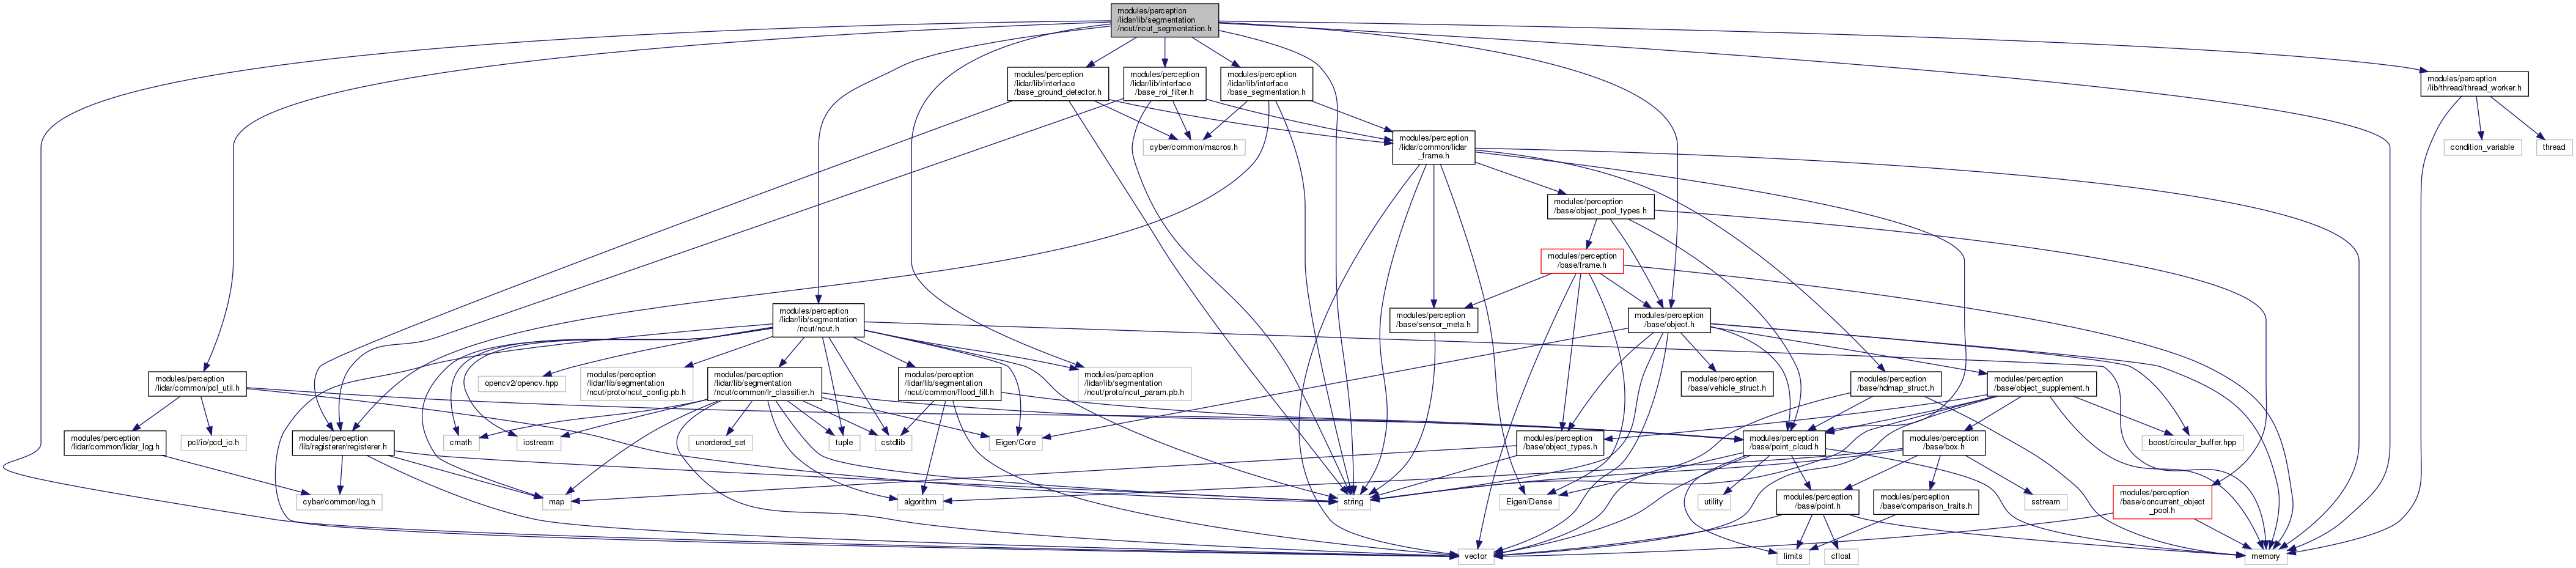 modules/perception
/lidar/lib/segmentation
/ncut/ncut_segmentation.h
modules/perception
/lidar/lib/interface
/base_ground_detector.h
modules/perception
/lidar/lib/interface
/base_roi_filter.h
modules/perception
/lidar/lib/interface
/base_segmentation.h
modules/perception
/lib/thread/thread_worker.h
cyber/common/macros.h
modules/perception
/lidar/common/lidar
_frame.h
condition_variable
thread
modules/perception
/base/object_pool_types.h
modules/perception
/base/frame.h
modules/perception
/lidar/lib/segmentation
/ncut/ncut.h
modules/perception
/base/sensor_meta.h
modules/perception
/base/object.h
modules/perception
/lidar/common/pcl_util.h
opencv2/opencv.hpp
modules/perception
/lidar/lib/segmentation
/ncut/proto/ncut_config.pb.h
modules/perception
/lidar/lib/segmentation
/ncut/common/lr_classifier.h
modules/perception
/lidar/lib/segmentation
/ncut/common/flood_fill.h
modules/perception
/lidar/lib/segmentation
/ncut/proto/ncut_param.pb.h
modules/perception
/base/vehicle_struct.h
modules/perception
/base/hdmap_struct.h
modules/perception
/base/object_supplement.h
modules/perception
/lidar/common/lidar_log.h
pcl/io/pcd_io.h
modules/perception
/lib/registerer/registerer.h
cmath
iostream
unordered_set
tuple
cstdlib
Eigen/Core
modules/perception
/base/object_types.h
modules/perception
/base/point_cloud.h
modules/perception
/base/box.h
boost/circular_buffer.hpp
cyber/common/log.h
map
algorithm
string
Eigen/Dense
utility
modules/perception
/base/point.h
modules/perception
/base/comparison_traits.h
sstream
modules/perception
/base/concurrent_object
_pool.h
vector
limits
cfloat
memory